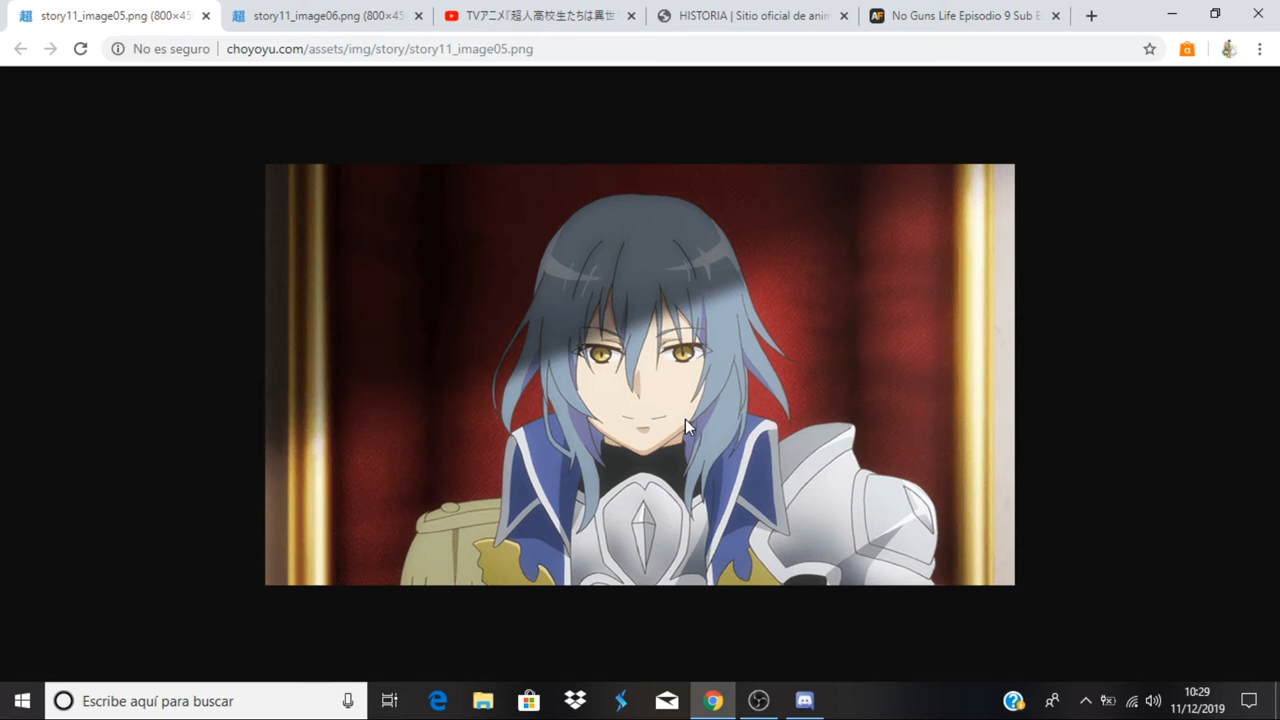 story11_image05.png (800×45
story11_image06.png (800×45
TVアニメ『超人高校生たちは異世
HISTORIA | Sitio oficial de anim
No Guns Life Episodio 9 Sub E
No es seguro
choyoyu.com/assets/img/story/story11_image05.png
Escribe aquí para buscar
10:29
11/12/2019